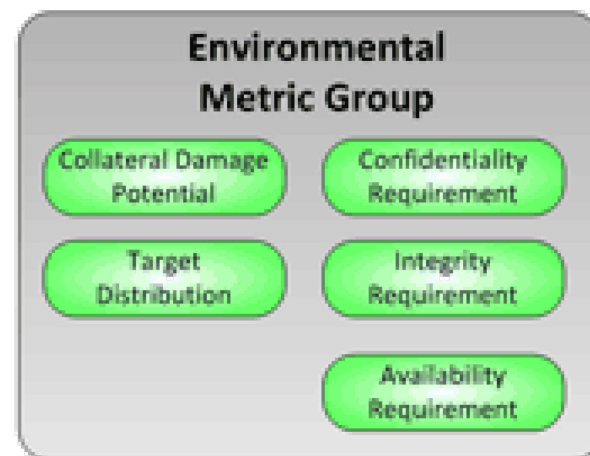 Environmental
Metric Group
Collateral Damage
Potential
Confidentiality
Requirement
Target
Distribution
Integrity
Requirement
Availability
Requirement